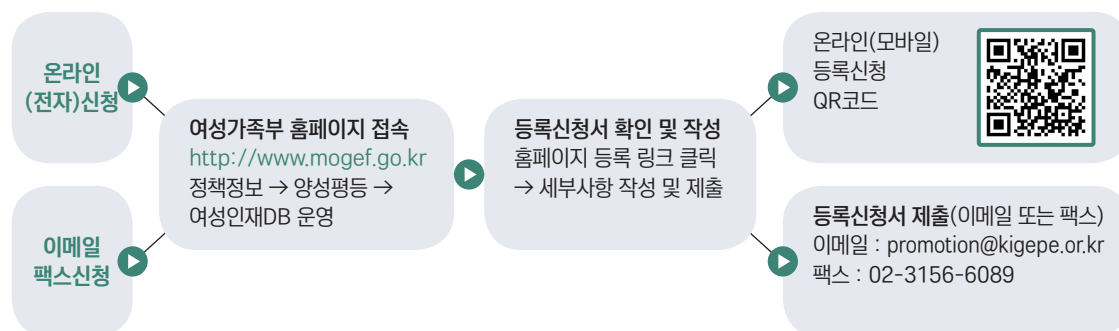 온라인
(전자)신청
이메일
팩스신청
여성가족부 홈페이지 접속
http://www.mogef.go.kr
정책정보 → 양성평등 →
여성인재DB 운영
등록신청서 확인 및 작성
홈페이지 등록 링크 클릭
→ 세부사항 작성 및 제출
온라인(모바일)
등록신청
QR코드
등록신청서 제출(이메일 또는 팩스)
이메일 : promotion@kigepe.or.kr
팩스 : 02-3156-6089